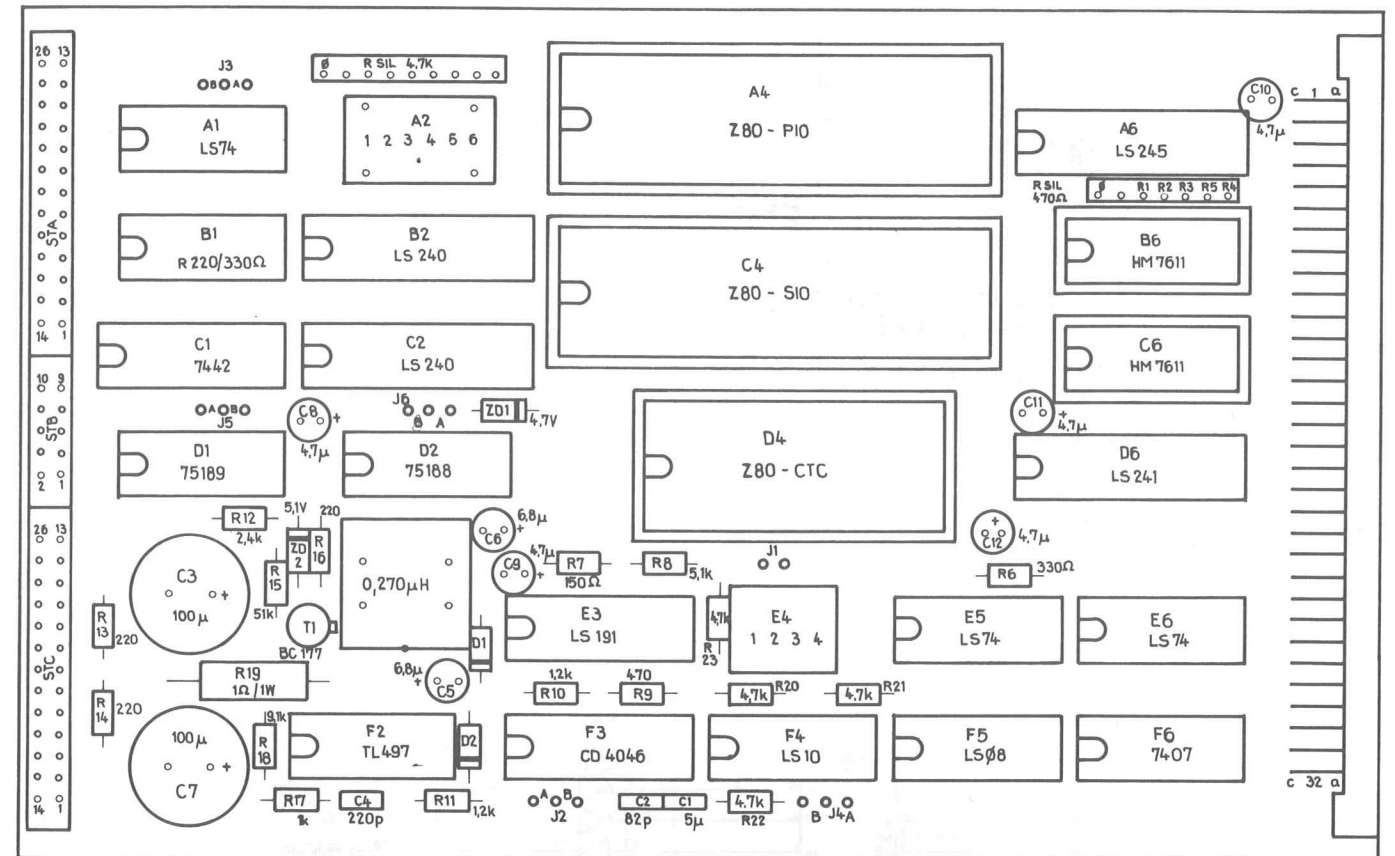 26 13
J3
B A
Ø R SIL 4,7K
A1
LS74
A2
1 2 3 4 5 6
A4
Z80 - PIO
C10
4,7µ
c 1 a
A6
LS 245
R SIL
470Ω
Ø R1 R2 R3 R5 R4
STA
B1
R 220/330Ω
B2
LS 240
C4
Z80 - SIO
B6
HM 7611
14 1
C1
7442
C2
LS 240
C6
HM 7611
10 9
STB
2 1
A B
J5
C8
+
4,7µ
J6
B A
ZD1
4,7V
C11
+
4,7µ
D1
75189
D2
75188
D4
Z80 - CTC
D6
LS 241
26 13
STC
14 1
R12
2,4k
5,1V
ZD
2
220
R
16
R
15
51k
0,270µH
6,8µ
C6
+
4,7µ
C9
+
R7
150Ω
R8
5,1k
J1
+
C12
4,7µ
R6
330Ω
C3
+
100µ
R
13
220
T1
BC 177
D1
E3
LS 191
4,7k
R
23
E4
1 2 3 4
E5
LS74
E6
LS 74
R19
1Ω/1W
6,8µ
+
C5
1,2k
R10
470
R9
4,7k
R20
4.7k
R21
R
14
220
100µ
+
C7
9,1k
R
18
F2
TL497
D2
F3
CD 4046
F4
LS10
F5
LSØ8
F6
7407
R17
1k
C4
220p
R11
1,2k
A B
J2
C2
82p
C1
5µ
4.7k
R22
B J4A
c 32 a